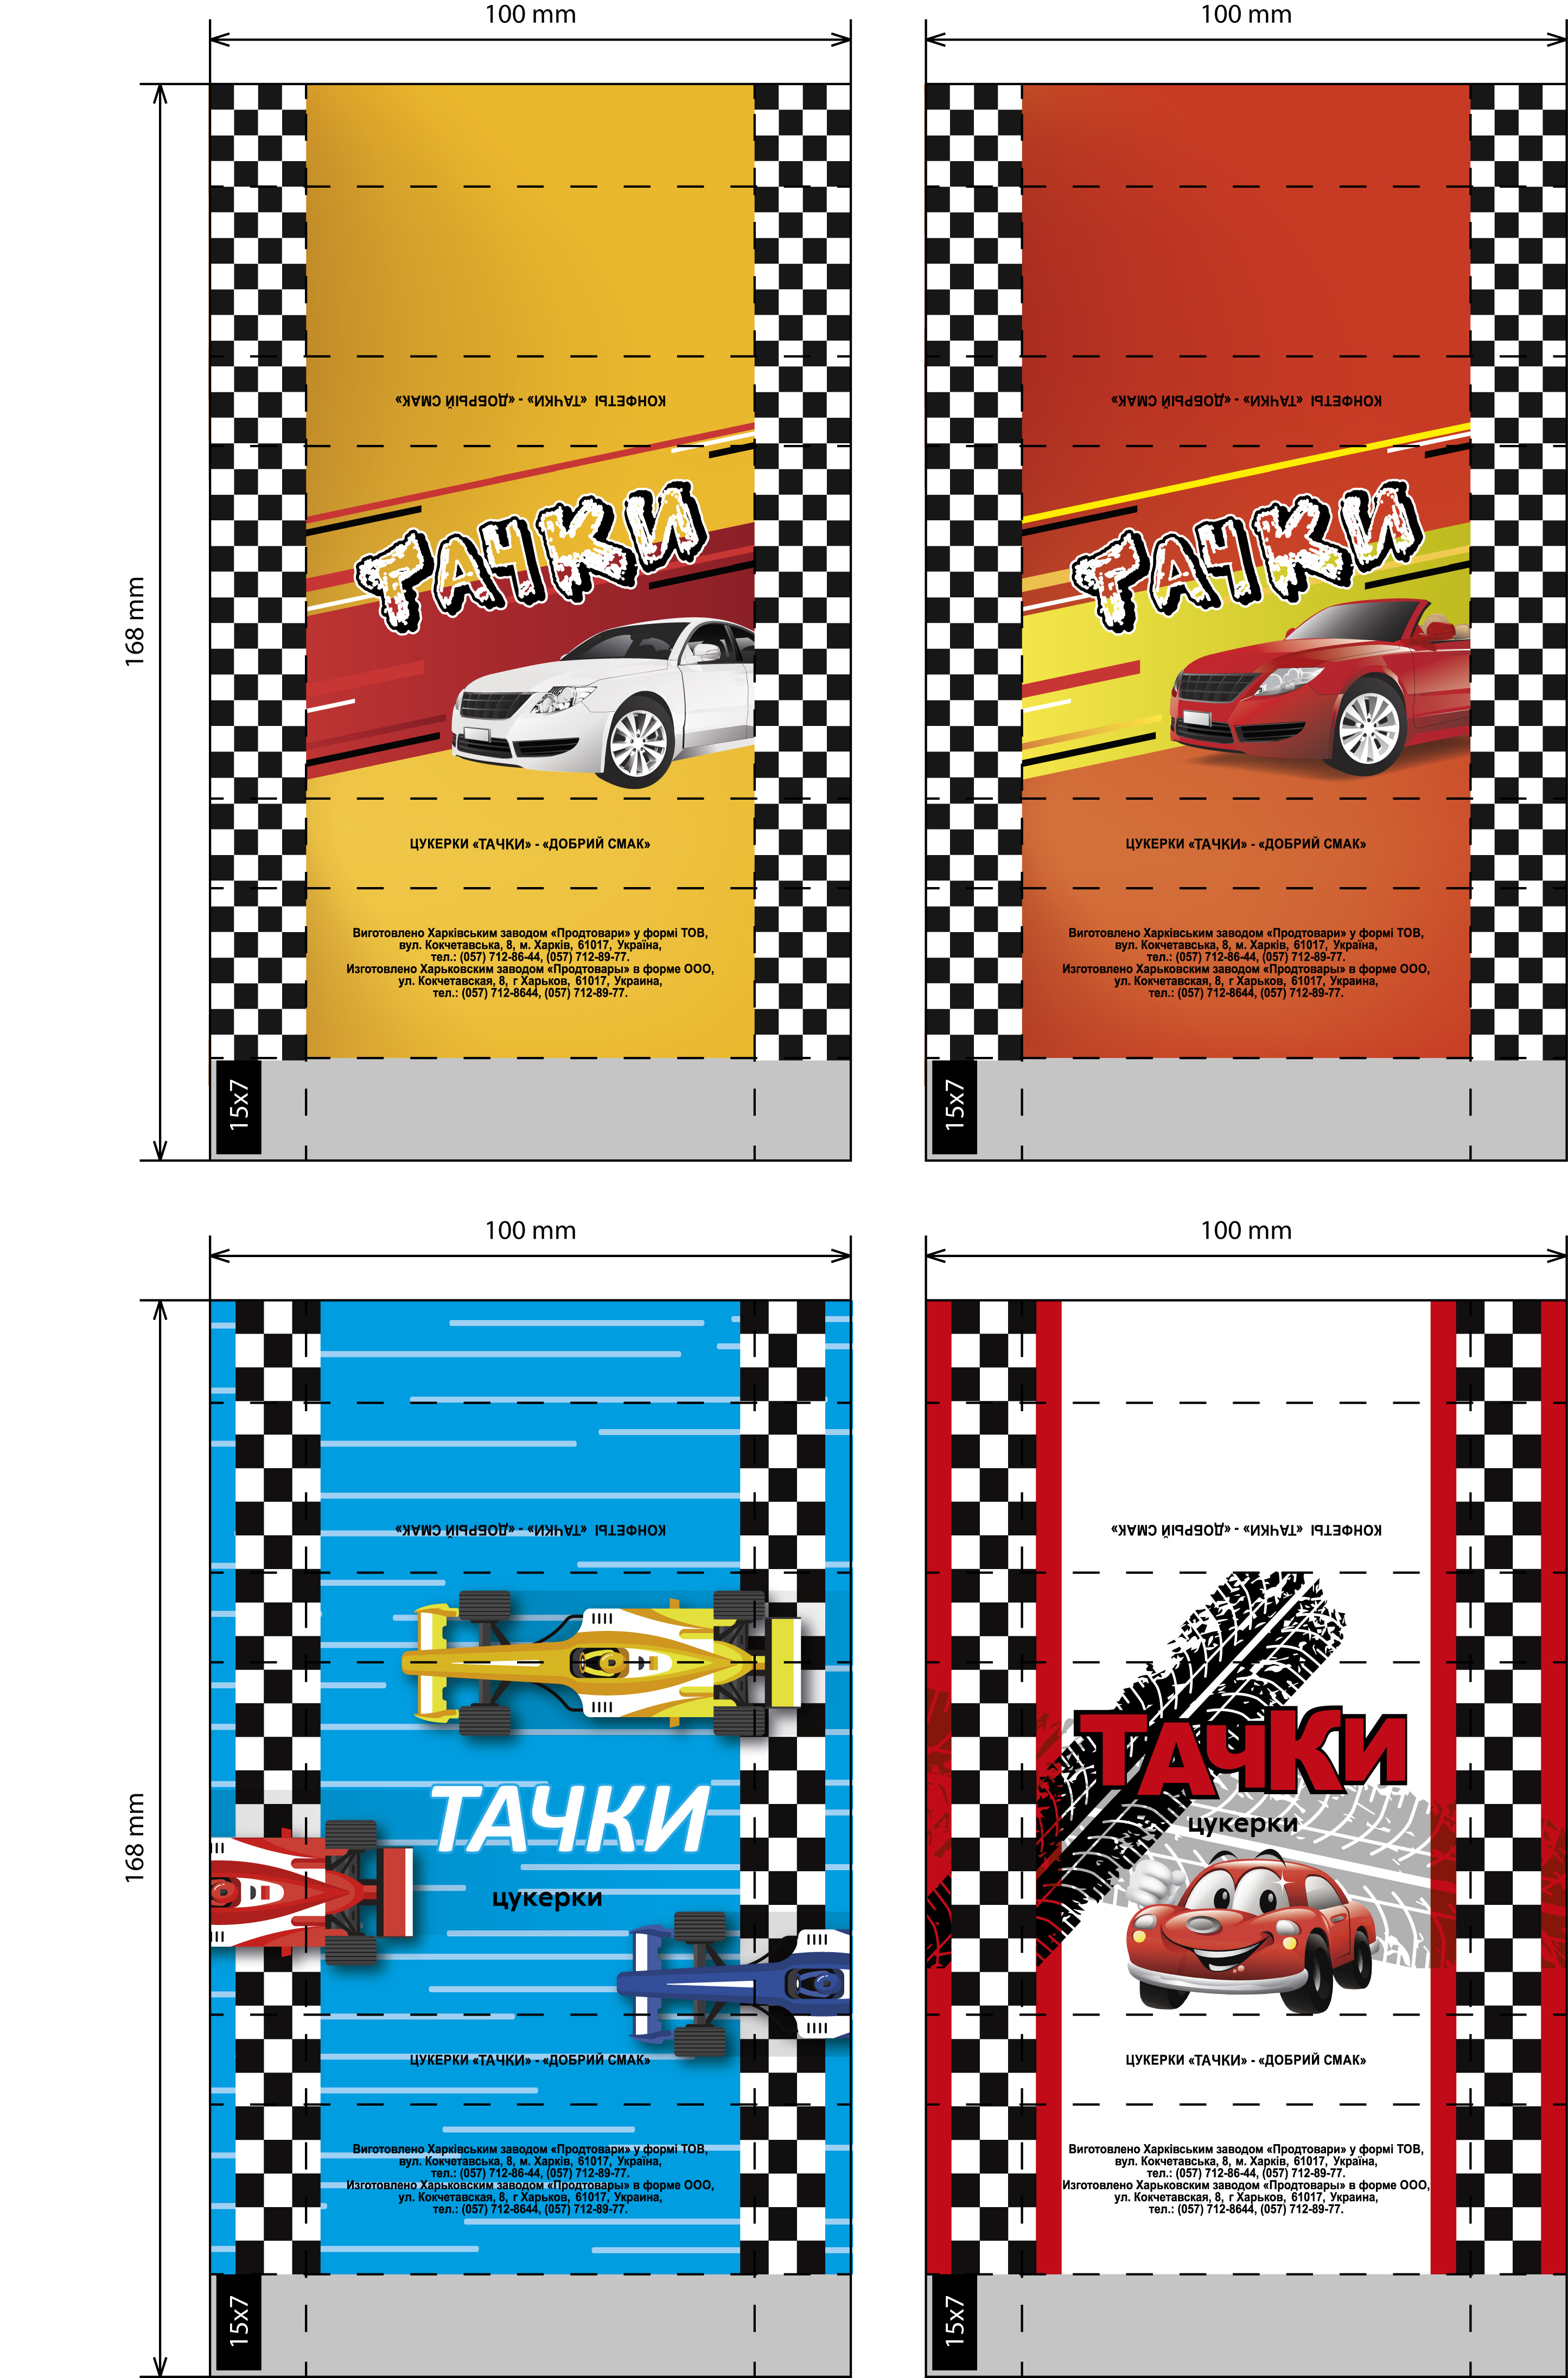 100 mm
100 mm
168 mm
КОНФЕТЫ «ТАЧКИ» - «ДОБРЫЙ СМАК»
КОНФЕТЫ «ТАЧКИ» - «ДОБРЫЙ СМАК»
ТАЧКИ
ТАЧКИ
ЦУКЕРКИ «ТАЧКИ» - «ДОБРИЙ СМАК»
ЦУКЕРКИ «ТАЧКИ» - «ДОБРИЙ СМАК»
Виготовлено Харківським заводом «Продтовари» у формі ТОВ,
вул. Кокчетавська, 8, м. Харків, 61017, Україна,
тел.: (057) 712-86-44, (057) 712-89-77.
Изготовлено Харьковским заводом «Продтовары» в форме ООО,
ул. Кокчетавская, 8, г Харьков, 61017, Украина,
тел.: (057) 712-8644, (057) 712-89-77.
Виготовлено Харківським заводом «Продтовари» у формі ТОВ,
вул. Кокчетавська, 8, м. Харків, 61017, Україна,
тел.: (057) 712-86-44, (057) 712-89-77.
Изготовлено Харьковским заводом «Продтовары» в форме ООО,
ул. Кокчетавская, 8, г Харьков, 61017, Украина,
тел.: (057) 712-8644, (057) 712-89-77.
15x7
15x7
100 mm
100 mm
168 mm
КОНФЕТЫ «ТАЧКИ» - «ДОБРЫЙ СМАК»
КОНФЕТЫ «ТАЧКИ» - «ДОБРЫЙ СМАК»
ТАЧКИ
цукерки
ТАЧКИ
цукерки
ЦУКЕРКИ «ТАЧКИ» - «ДОБРИЙ СМАК»
ЦУКЕРКИ «ТАЧКИ» - «ДОБРИЙ СМАК»
Виготовлено Харківським заводом «Продтовари» у формі ТОВ,
вул. Кокчетавська, 8, м. Харків, 61017, Україна,
тел.: (057) 712-86-44, (057) 712-89-77.
Изготовлено Харьковским заводом «Продтовары» в форме ООО,
ул. Кокчетавская, 8, г Харьков, 61017, Украина,
тел.: (057) 712-8644, (057) 712-89-77.
Виготовлено Харківським заводом «Продтовари» у формі ТОВ,
вул. Кокчетавська, 8, м. Харків, 61017, Україна,
тел.: (057) 712-86-44, (057) 712-89-77.
Изготовлено Харьковским заводом «Продтовары» в форме ООО,
ул. Кокчетавская, 8, г Харьков, 61017, Украина,
тел.: (057) 712-8644, (057) 712-89-77.
15x7
15x7